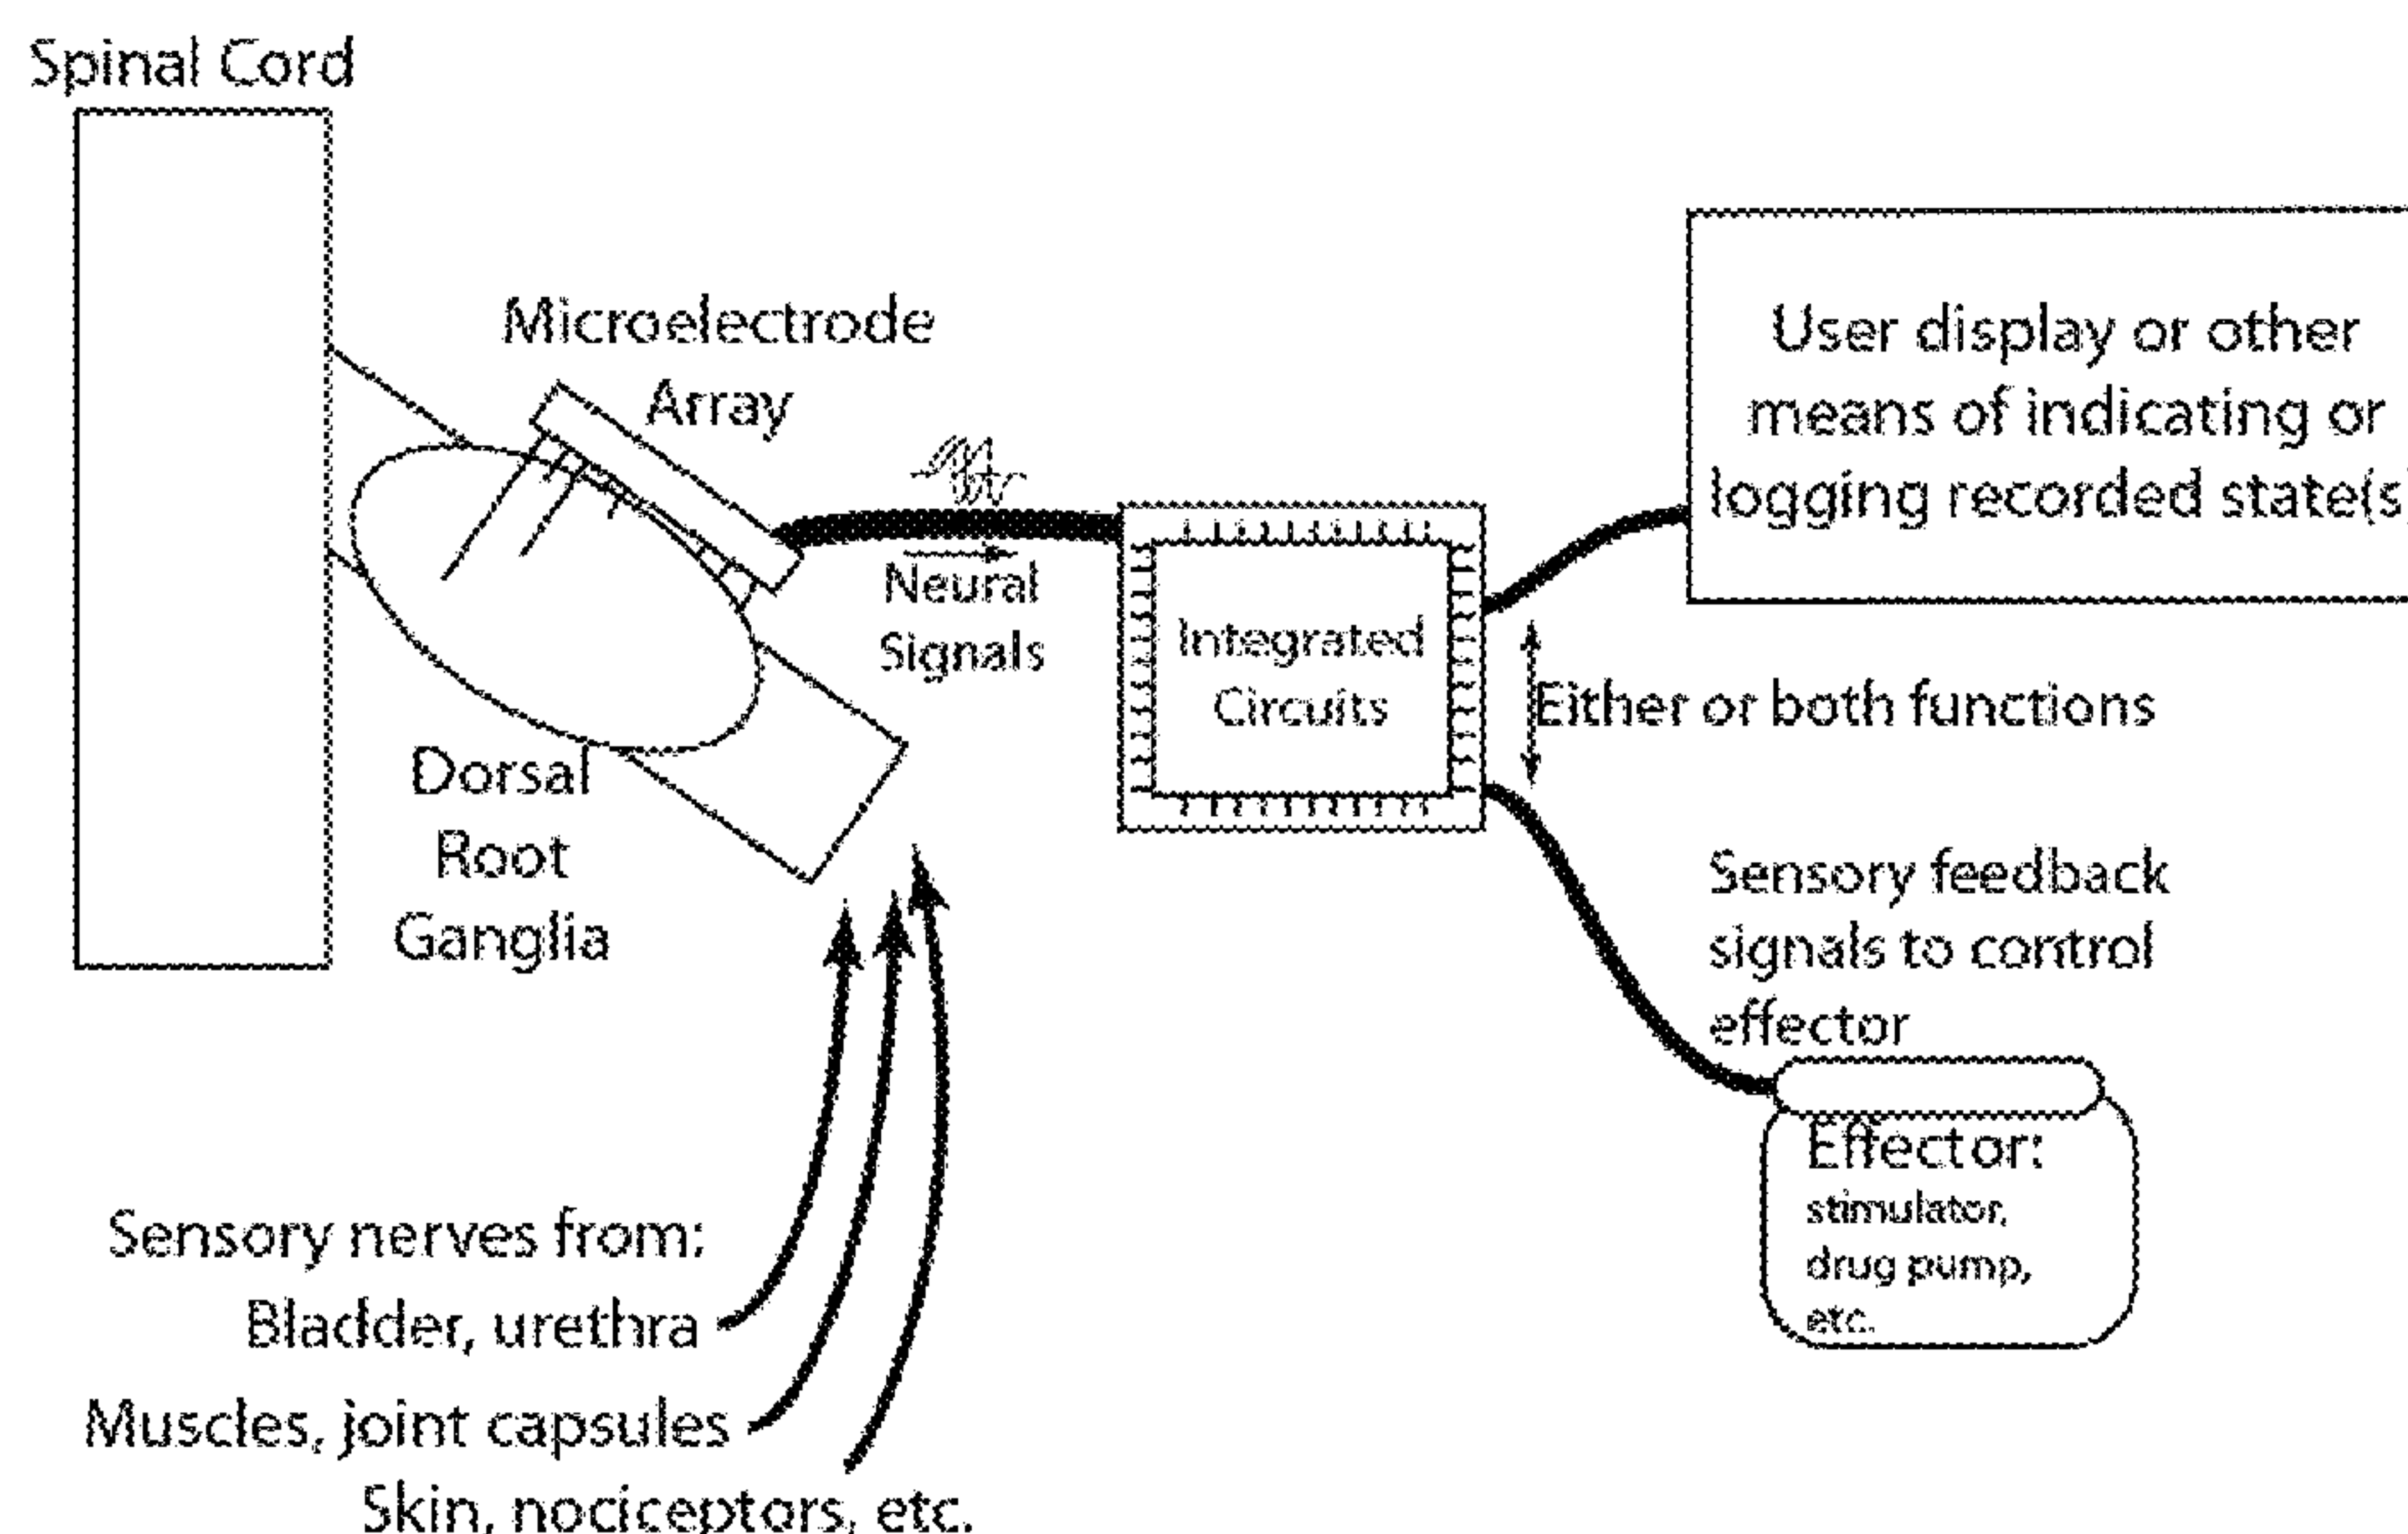 Spinal Cord
Microelectrode
Array
Neural
Signals
Dorsal
Root
Ganglia
Sensory nerves from:
Bladder, urethra
Muscles, joint capsules
Skin, nociceptors, etc.
Integrated
Circuits
User display or other
means of indicating or
logging recorded state(s)
Either or both functions
Sensory feedback
signals to control
effector
Effector:
stimulator,
drug pump,
etc.